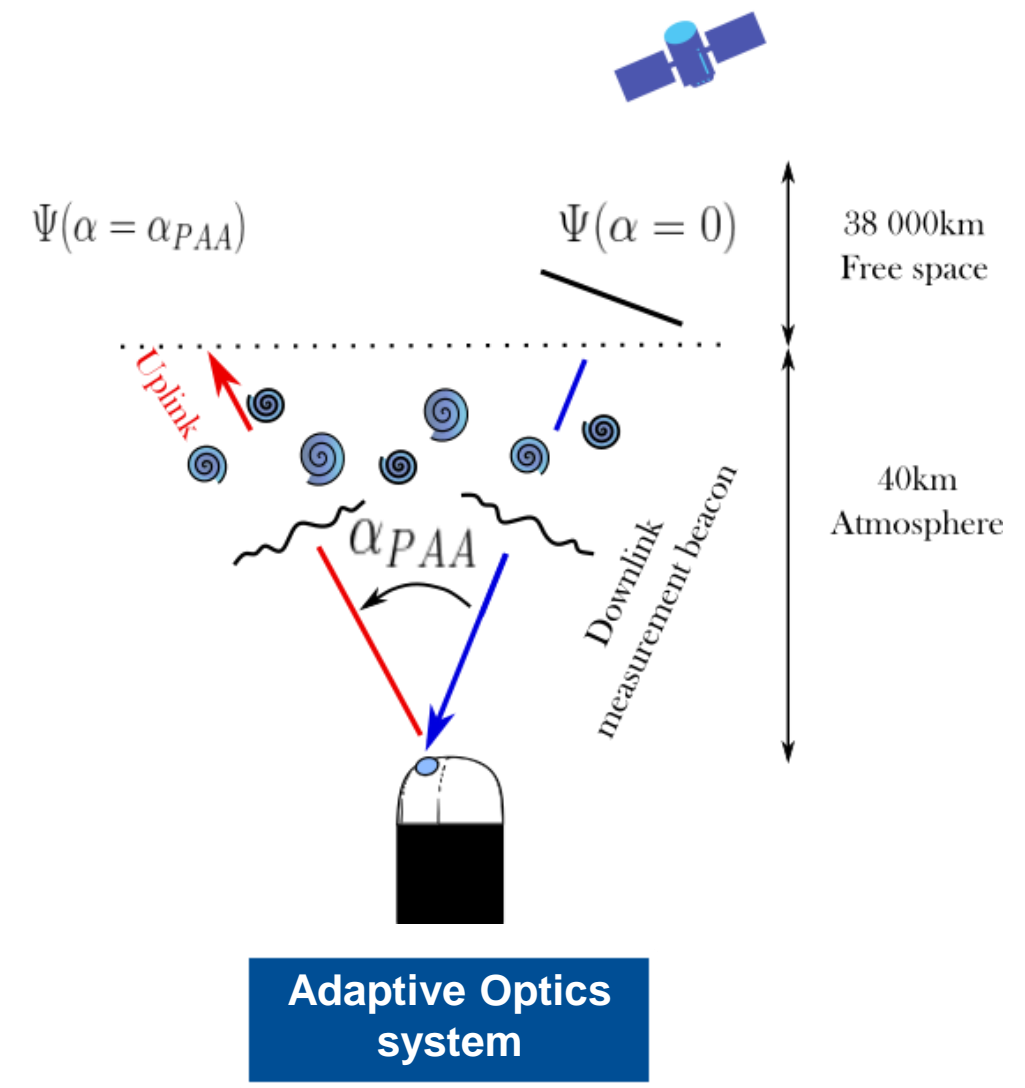 Ψ(α = α_PAA)
Ψ(α = 0)
38 000km
Free space
Uplink
α_PAA
Downlink
measurement beacon
40km
Atmosphere
Adaptive Optics
system